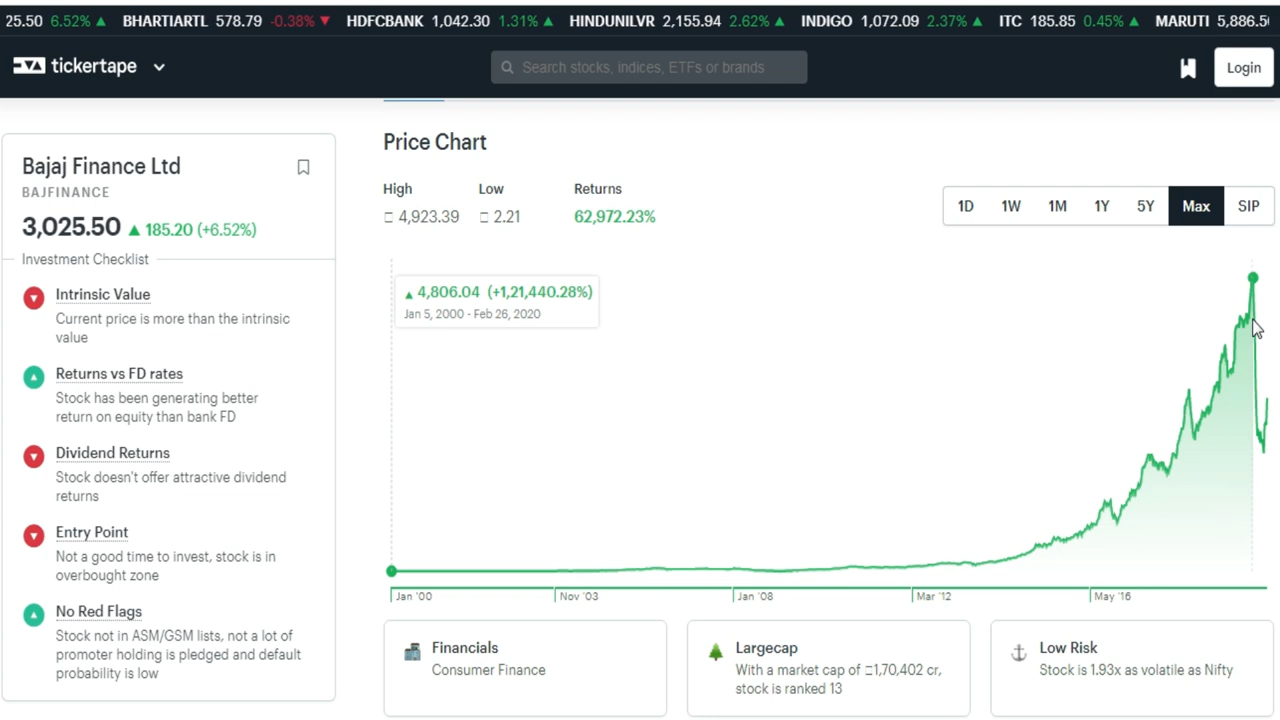 25.50 6.52% ▲ BHARTIARTL 578.79 -0.38% ▼ HDFCBANK 1,042.30 1.31% ▲ HINDUNILVR 2,155.94 2.62% ▲ INDIGO 1,072.09 2.37% ▲ ITC 185.85 0.45% ▲ MARUTI 5,886.5
tickertape
Search stocks, indices, ETFs or brands
Login
Bajaj Finance Ltd
BAJFINANCE
3,025.50 ▲ 185.20 (+6.52%)
Investment Checklist
Intrinsic Value
Current price is more than the intrinsic
value
Returns vs FD rates
Stock has been generating better
return on equity than bank FD
Dividend Returns
Stock doesn't offer attractive dividend
returns
Entry Point
Not a good time to invest, stock is in
overbought zone
No Red Flags
Stock not in ASM/GSM lists, not a lot of
promoter holding is pledged and default
probability is low
Price Chart
High Low Returns
4,923.39 2.21 62,972.23%
1D 1W 1M 1Y 5Y Max SIP
▲ 4,806.04 (+1,21,440.28%)
Jan 5, 2000 - Feb 26, 2020
Jan '00 Nov '03 Jan '08 Mar '12 May '16
Financials
Consumer Finance
Largecap
With a market cap of 1,70,402 cr,
stock is ranked 13
Low Risk
Stock is 1.93x as volatile as Nifty